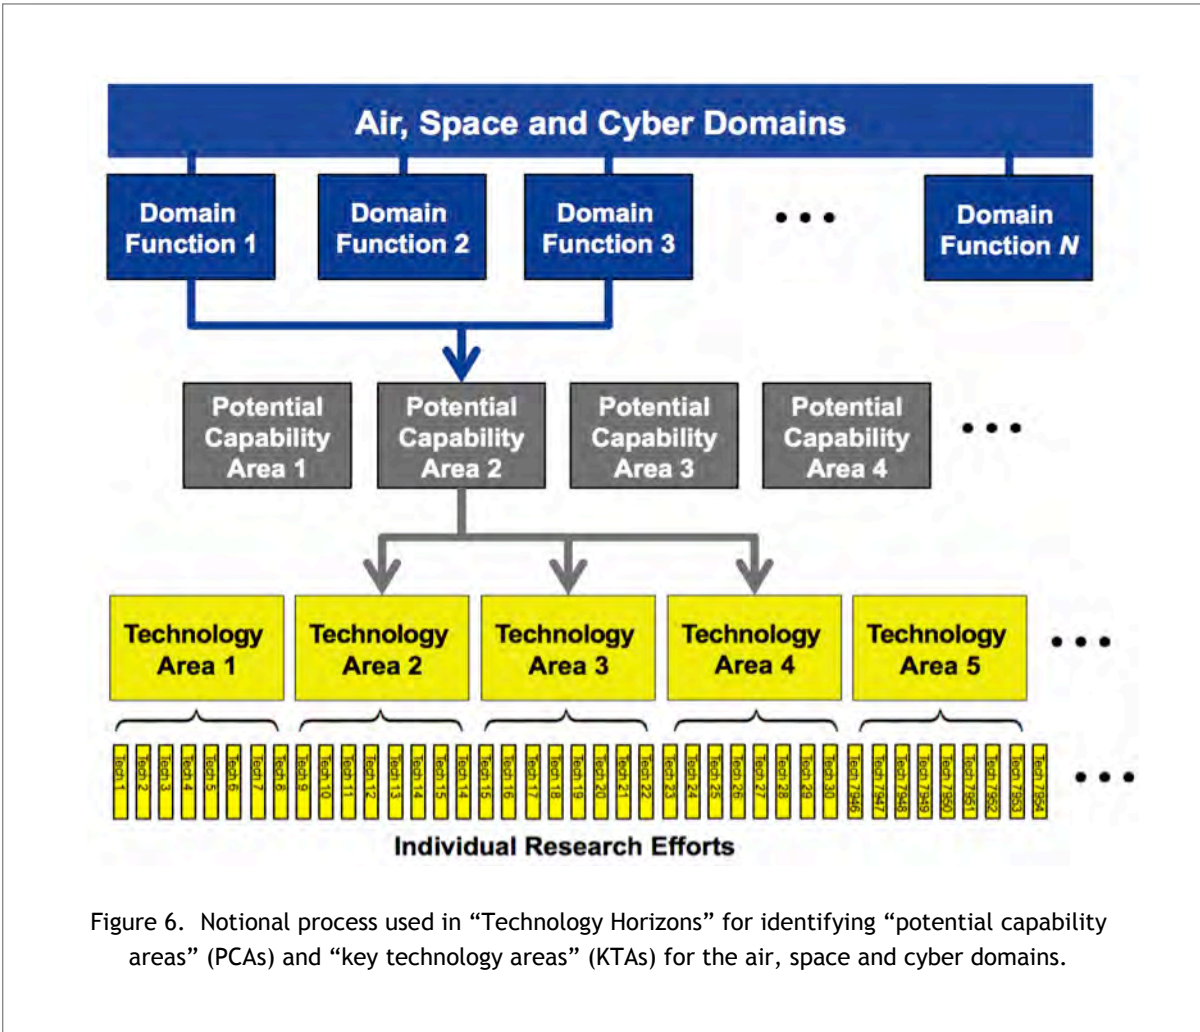 Air, Space and Cyber Domains
Domain
Function 1
Domain
Function 2
Domain
Function 3
• • •
Domain
Function N
Potential
Capability
Area 1
Potential
Capability
Area 2
Potential
Capability
Area 3
Potential
Capability
Area 4
• • •
Technology
Area 1
Technology
Area 2
Technology
Area 3
Technology
Area 4
Technology
Area 5
• • •
Tech 1
Tech 2
Tech 3
Tech 4
Tech 5
Tech 6
Tech 7
Tech 8
Tech 9
Tech 10
Tech 11
Tech 12
Tech 13
Tech 14
Tech 15
Tech 14
Tech 15
Tech 16
Tech 17
Tech 18
Tech 19
Tech 20
Tech 21
Tech 22
Tech 23
Tech 24
Tech 25
Tech 26
Tech 27
Tech 28
Tech 29
Tech 30
Tech 7946
Tech 7947
Tech 7948
Tech 7949
Tech 7950
Tech 7951
Tech 7952
Tech 7953
Tech 7954
• • •
Individual Research Efforts
Figure 6. Notional process used in “Technology Horizons” for identifying “potential capability
areas” (PCAs) and “key technology areas” (KTAs) for the air, space and cyber domains.